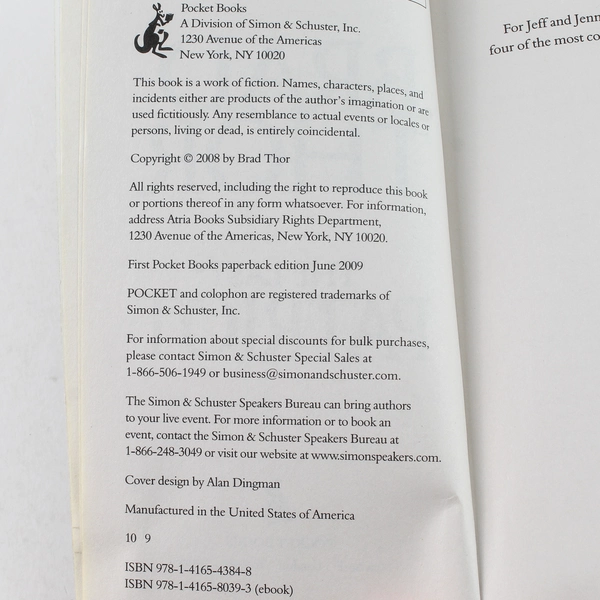 Pocket Books
A Division of Simon & Schuster, Inc.
1230 Avenue of the Americas
New York, NY 10020
This book is a work of fiction. Names, characters, places, and
incidents either are products of the author's imagination or are
used fictitiously. Any resemblance to actual events or locales or
persons, living or dead, is entirely coincidental.
Copyright © 2008 by Brad Thor
All rights reserved, including the right to reproduce this book
or portions thereof in any form whatsoever. For information,
address Atria Books Subsidiary Rights Department,
1230 Avenue of the Americas, New York, NY 10020.
First Pocket Books paperback edition June 2009
POCKET and colophon are registered trademarks of
Simon & Schuster, Inc.
For information about special discounts for bulk purchases,
please contact Simon & Schuster Special Sales at
1-866-506-1949 or business@simonandschuster.com.
The Simon & Schuster Speakers Bureau can bring authors
to your live event. For more information or to book an
event, contact the Simon & Schuster Speakers Bureau at
1-866-248-3049 or visit our website at www.simonspeakers.com.
Cover design by Alan Dingman
Manufactured in the United States of America
10 9
ISBN 978-1-4165-4384-8
ISBN 978-1-4165-8039-3 (ebook)
For Jeff and Jenn
four of the most co